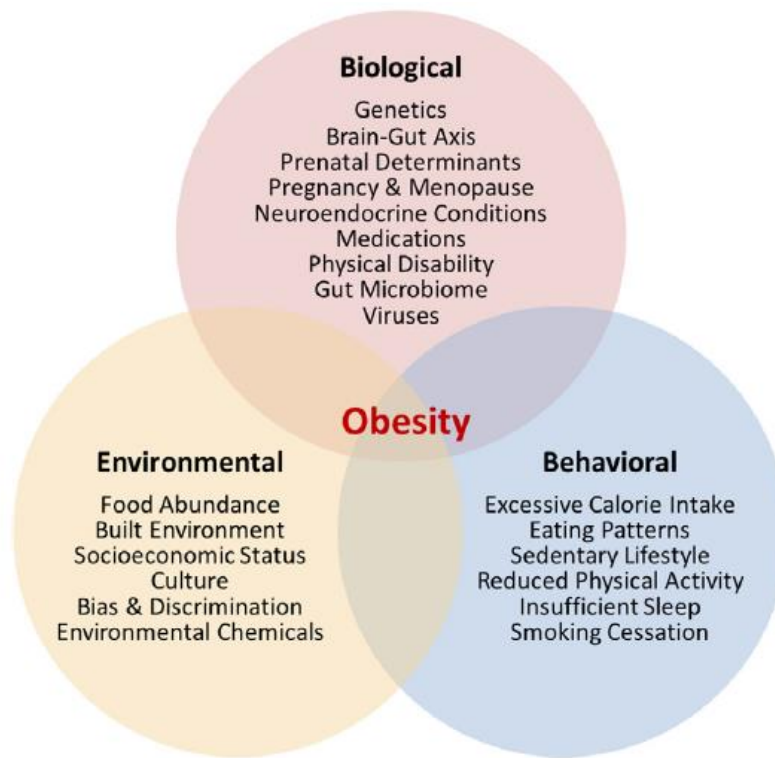 Biological
Genetics
Brain-Gut Axis
Prenatal Determinants
Pregnancy & Menopause
Neuroendocrine Conditions
Medications
Physical Disability
Gut Microbiome
Viruses
Obesity
Environmental
Food Abundance
Built Environment
Socioeconomic Status
Culture
Bias & Discrimination
Environmental Chemicals
Behavioral
Excessive Calorie Intake
Eating Patterns
Sedentary Lifestyle
Reduced Physical Activity
Insufficient Sleep
Smoking Cessation